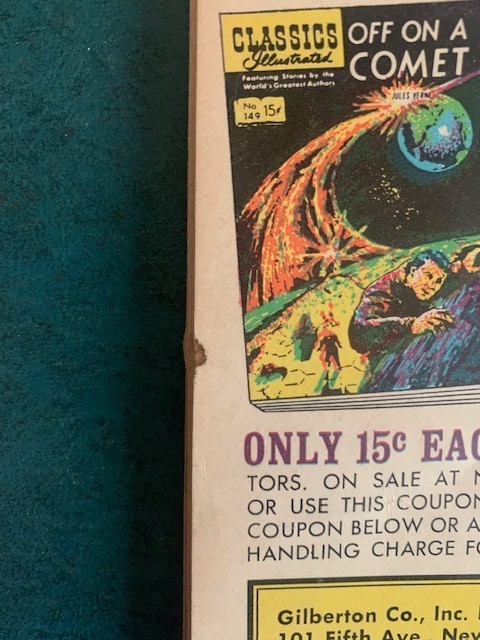 CLASSICS
Illustrated
Featuring Stories by the
World's Greatest Authors
No
149 15¢
OFF ON A
COMET
JULES VERNE
ONLY 15¢ EAC
TORS. ON SALE AT N
OR USE THIS COUPON
COUPON BELOW OR A
HANDLING CHARGE FO
Gilberton Co., Inc.
101 Fifth Ave., New